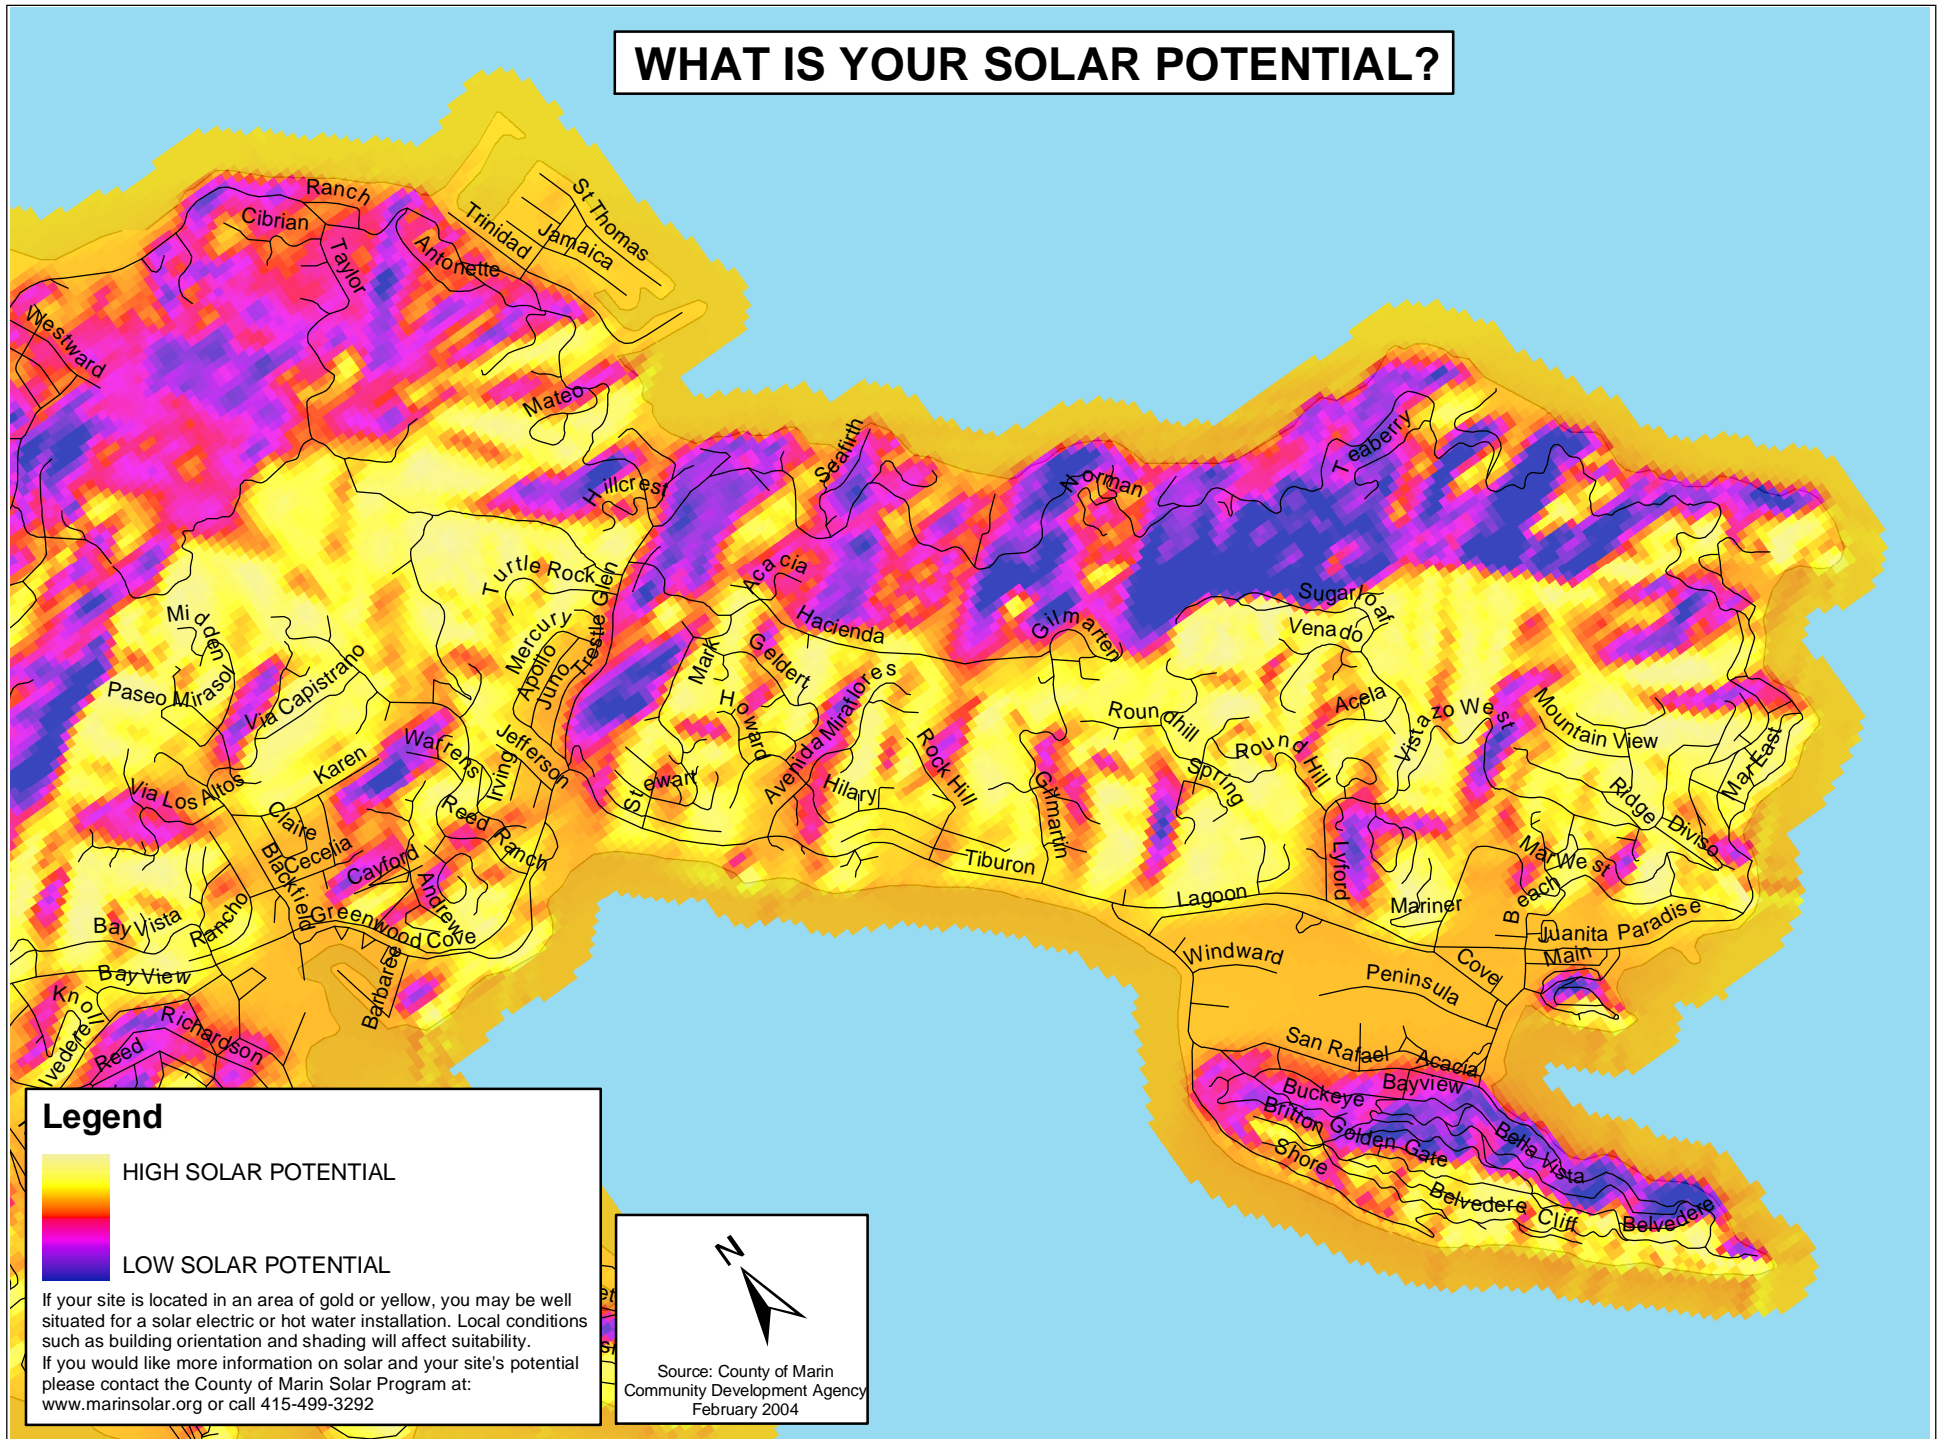 WHAT IS YOUR SOLAR POTENTIAL?
Ranch
Cibrian
Taylor
Antonette
Trinidad
Jamaica
St Thomas
Westward
Mateo
Hillcrest
Seafirth
Norman
Teaberry
Turtle Rock
Trestle Glen
Mercury
Apollo
Juno
Acacia
Hacienda
Gilmarten
Sugarloaf
Venado
Midden
Paseo Mirasol
Via Capistrano
Mark
Geldert
Howard
Avenida Miraflores
Rock Hill
Roundhill
Round Hill
Acela
Vistazo West
Mountain View
Mar East
Warrens
Karen
Irving
Jefferson
Via Los Altos
Stewart
Hilary
Gilmartin
Spring
Ridge
Diviso
Claire
Cecelia
Blackfield
Cayford
Reed Ranch
Andrew
Tiburon
Lyford
Mar West
Lagoon
Mariner
Beach
Juanita
Paradise
Main
Bay Vista
Rancho
Greenwood Cove
Bay View
Barbaree
Windward
Peninsula
Cove
Knoll
lvedere
Reed
Richardson
San Rafael
Acacia
Bayview
Buckeye
Britton
Golden Gate
Bella Vista
Shore
Belvedere
Cliff
Belvedere
Legend
HIGH SOLAR POTENTIAL
LOW SOLAR POTENTIAL
If your site is located in an area of gold or yellow, you may be well
situated for a solar electric or hot water installation. Local conditions
such as building orientation and shading will affect suitability.
If you would like more information on solar and your site's potential
please contact the County of Marin Solar Program at:
www.marinsolar.org or call 415-499-3292
N
Source: County of Marin
Community Development Agency
February 2004